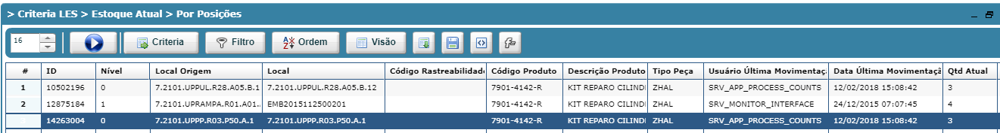 > Criteria LES > Estoque Atual > Por Posições
16 Criteria Filtro Ordem Visão
# ID Nível Local Origem Local Código Rastreabilidade Código Produto Descrição Produto Tipo Peça Usuário Última Movimentaç Data Última Movimentaçã Qtd Atual
1 10502196 0 7.2101.UPPUL.R28.A05.B.1 7.2101.UPPUL.R28.A05.B.12 7901-4142-R KIT REPARO CILINDI ZHAL SRV_APP_PROCESS_COUNTS 12/02/2018 15:08:42 3
2 12875184 1 7.2101.UPRAMPA.R01.A01.. EMB2015112500201 7901-4142-R KIT REPARO CILINDI ZHAL SRV_MONITOR_INTERFACE 24/12/2015 07:07:45 4
3 14263004 0 7.2101.UPPP.R03.P50.A.1 7.2101.UPPP.R03.P50.A.1 7901-4142-R KIT REPARO CILINDI ZHAL SRV_APP_PROCESS_COUNTS 12/02/2018 15:08:42 3